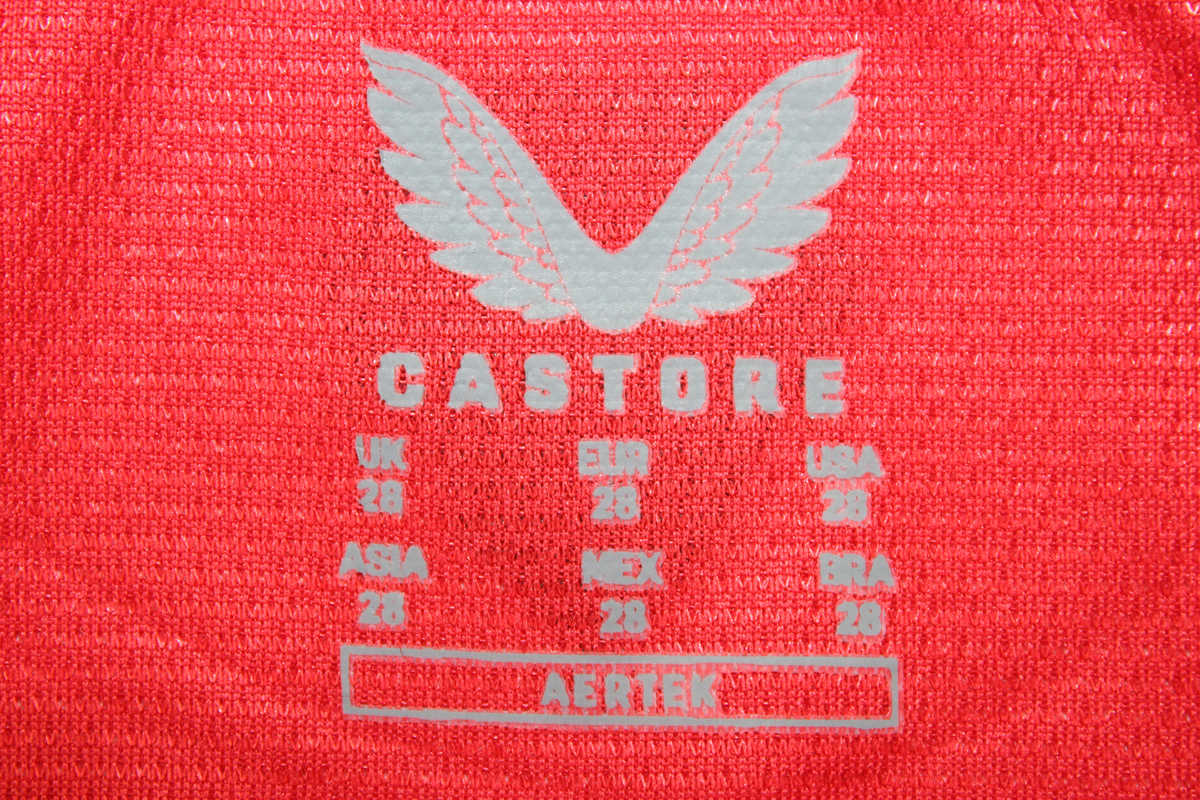 CASTORE
UK EUR USA
28 28 28
ASIA MEX BRA
28 28 28
AERTEK